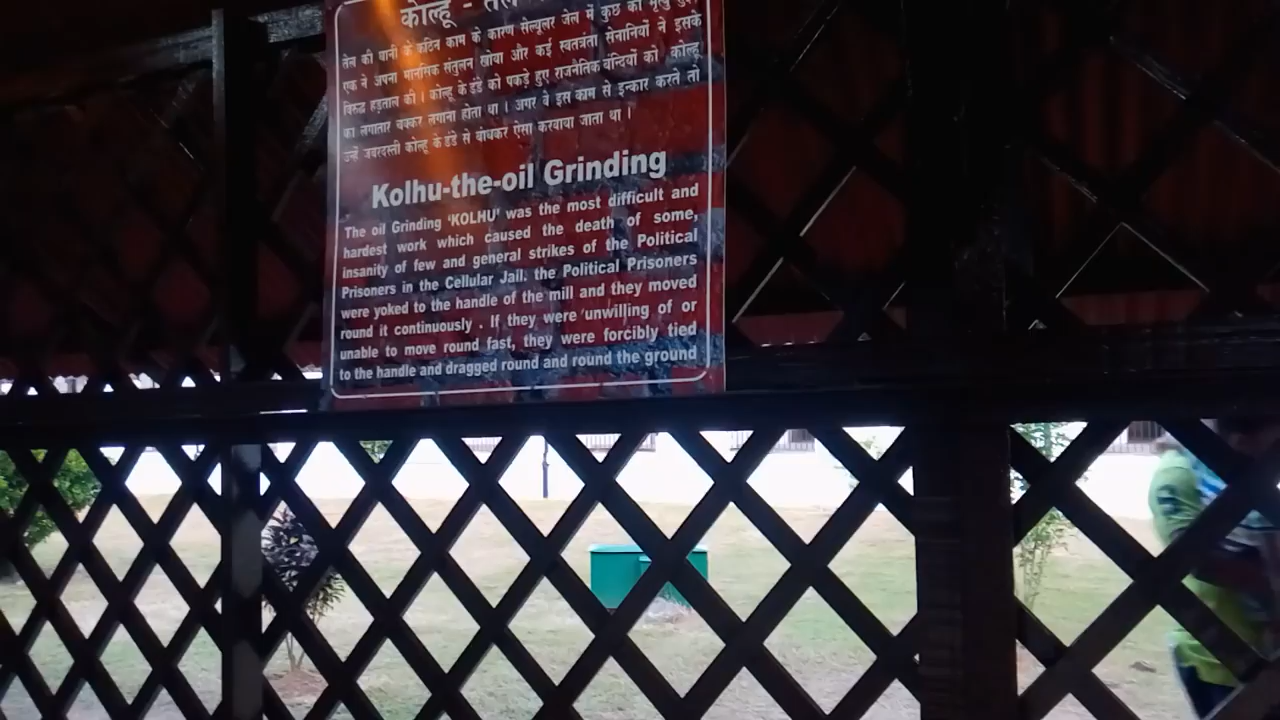 कोल्हू - तेल
तेल की घानी के कठिन काम के कारण सेल्यूलर जेल में कुछ की मृत्यु हुई
एक ने अपना मानसिक संतुलन खोया और कई स्वतंत्रता सेनानियों ने इसके
विरुद्ध हड़ताल की । कोल्हू के डंडे को पकड़े हुए राजनैतिक बन्दियों को कोल्हू
का लगातार चक्कर लगाना होता था । अगर वे इस काम से इन्कार करते तो
उन्हें जबरदस्ती कोल्हू के डंडे से बांधकर ऐसा करवाया जाता था ।
Kolhu-the-oil Grinding
The oil Grinding ‘KOLHU’ was the most difficult and
hardest work which caused the death of some,
insanity of few and general strikes of the Political
Prisoners in the Cellular Jail. the Political Prisoners
were yoked to the handle of the mill and they moved
round it continuously . If they were unwilling of or
unable to move round fast, they were forcibly tied
to the handle and dragged round and round the ground